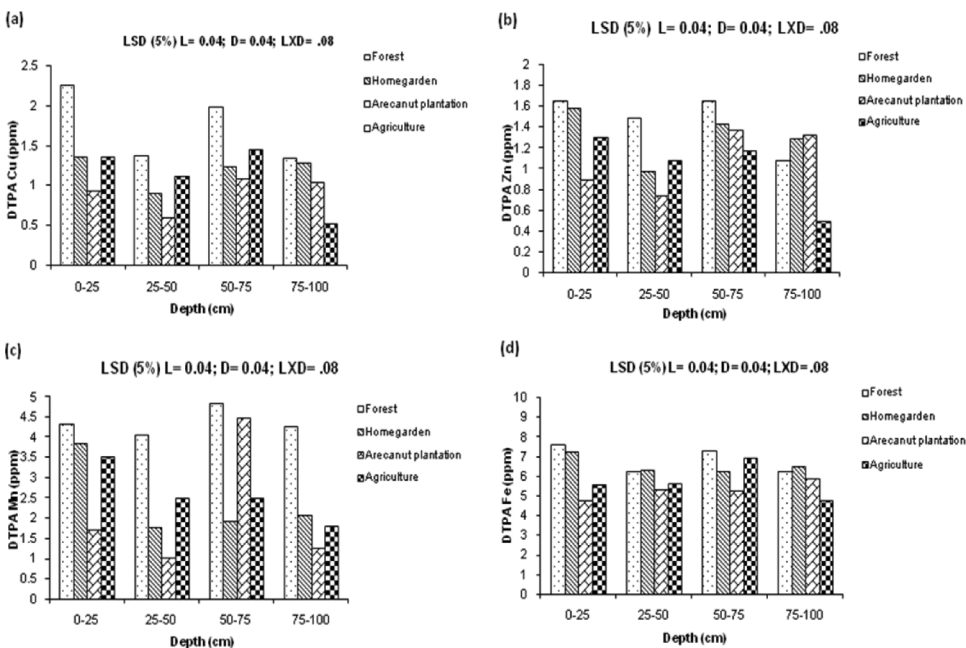 (a)
LSD (5%) L= 0.04; D= 0.04; LXD= .08
DTPA Cu (ppm)
2.5
2
1.5
1
0.5
0
0-25 25-50 50-75 75-100
Depth (cm)
Forest
Homegarden
Arecanut plantation
Agriculture
(b)
LSD (5%) L= 0.04; D= 0.04; LXD= .08
DTPA Zn (ppm)
2
1.8
1.6
1.4
1.2
1
0.8
0.6
0.4
0.2
0
0-25 25-50 50-75 75-100
Depth (cm)
Forest
Homegarden
Arecanut plantation
Agriculture
(c)
LSD (5%) L= 0.04; D= 0.04; LXD= .08
DTPA Mn (ppm)
5
4.5
4
3.5
3
2.5
2
1.5
1
0.5
0
0-25 25-50 50-75 75-100
Depth (cm)
Forest
Homegarden
Arecanut plantation
Agriculture
(d)
LSD (5%) L= 0.04; D= 0.04; LXD= .08
DTPA Fe (ppm)
10
9
8
7
6
5
4
3
2
1
0
0-25 25-50 50-75 75-100
Depth (cm)
Forest
Homegarden
Arecanut plantation
Agriculture